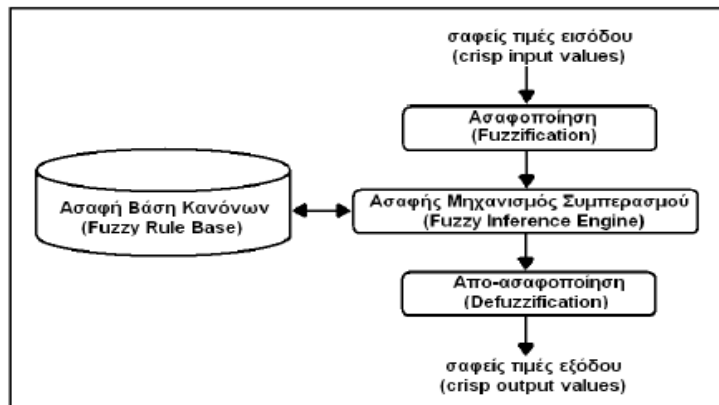 σαφείς τιμές εισόδου
(crisp input values)
Ασαφοποίηση
(Fuzzification)
Ασαφή Βάση Κανόνων
(Fuzzy Rule Base)
Ασαφής Μηχανισμός Συμπερασμού
(Fuzzy Inference Engine)
Απο-ασαφοποίηση
(Defuzzification)
σαφείς τιμές εξόδου
(crisp output values)